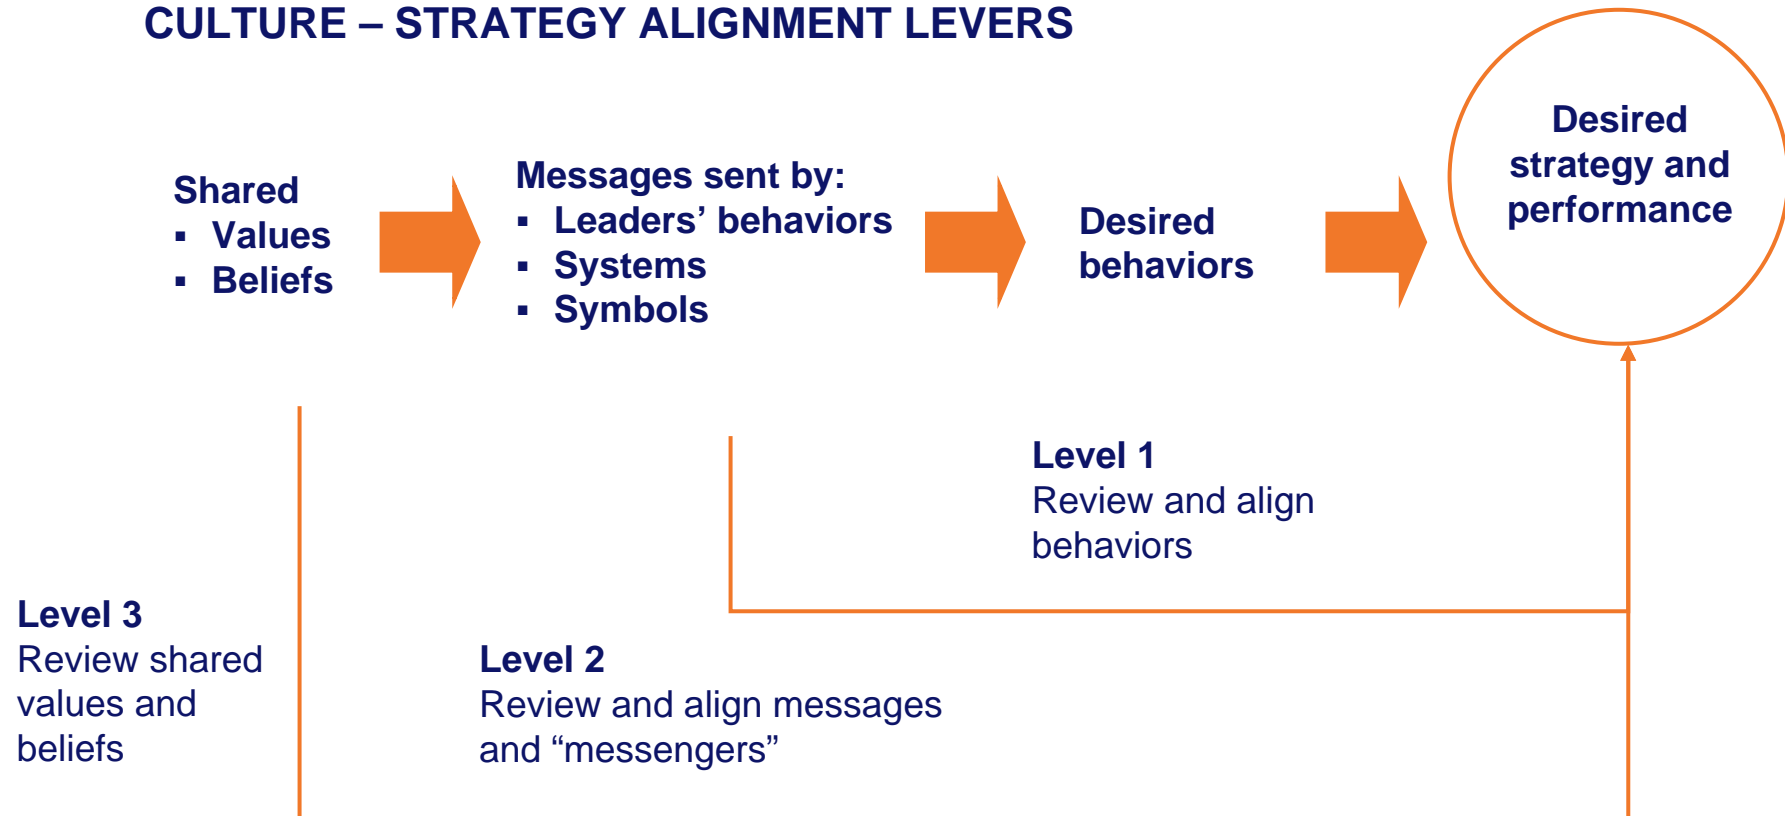 CULTURE – STRATEGY ALIGNMENT LEVERS
Shared
▪ Values
▪ Beliefs
Messages sent by:
▪ Leaders’ behaviors
▪ Systems
▪ Symbols
Desired
behaviors
Desired
strategy and
performance
Level 1
Review and align
behaviors
Level 2
Review and align messages
and “messengers”
Level 3
Review shared
values and
beliefs